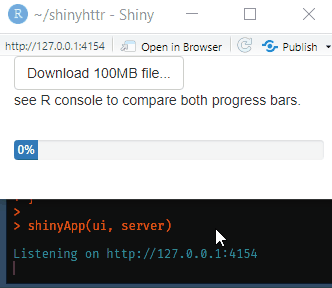 R ~/shinyhttr - Shiny
http://127.0.0.1:4154 Open in Browser Publish
Download 100MB file...
see R console to compare both progress bars.
0%
>
> shinyApp(ui, server)
Listening on http://127.0.0.1:4154